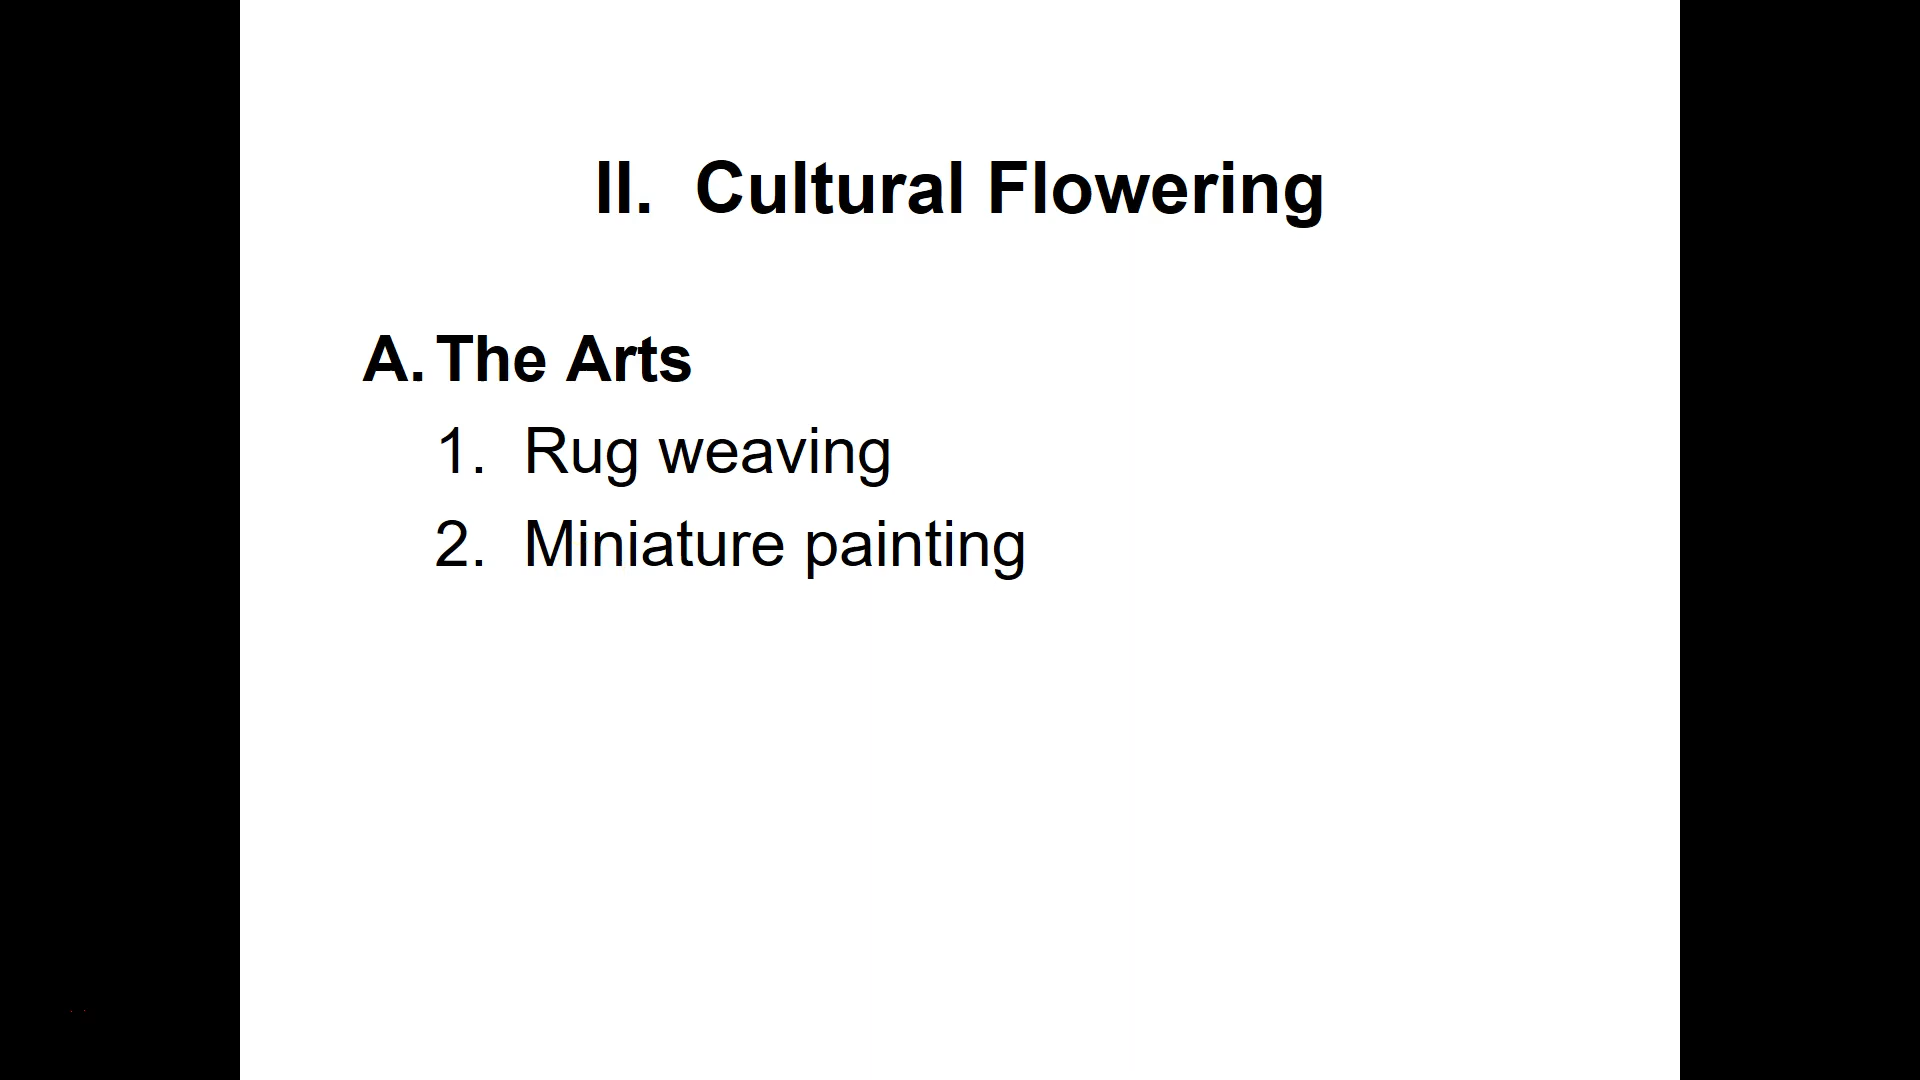 II. Cultural Flowering
A. The Arts
1. Rug weaving
2. Miniature painting